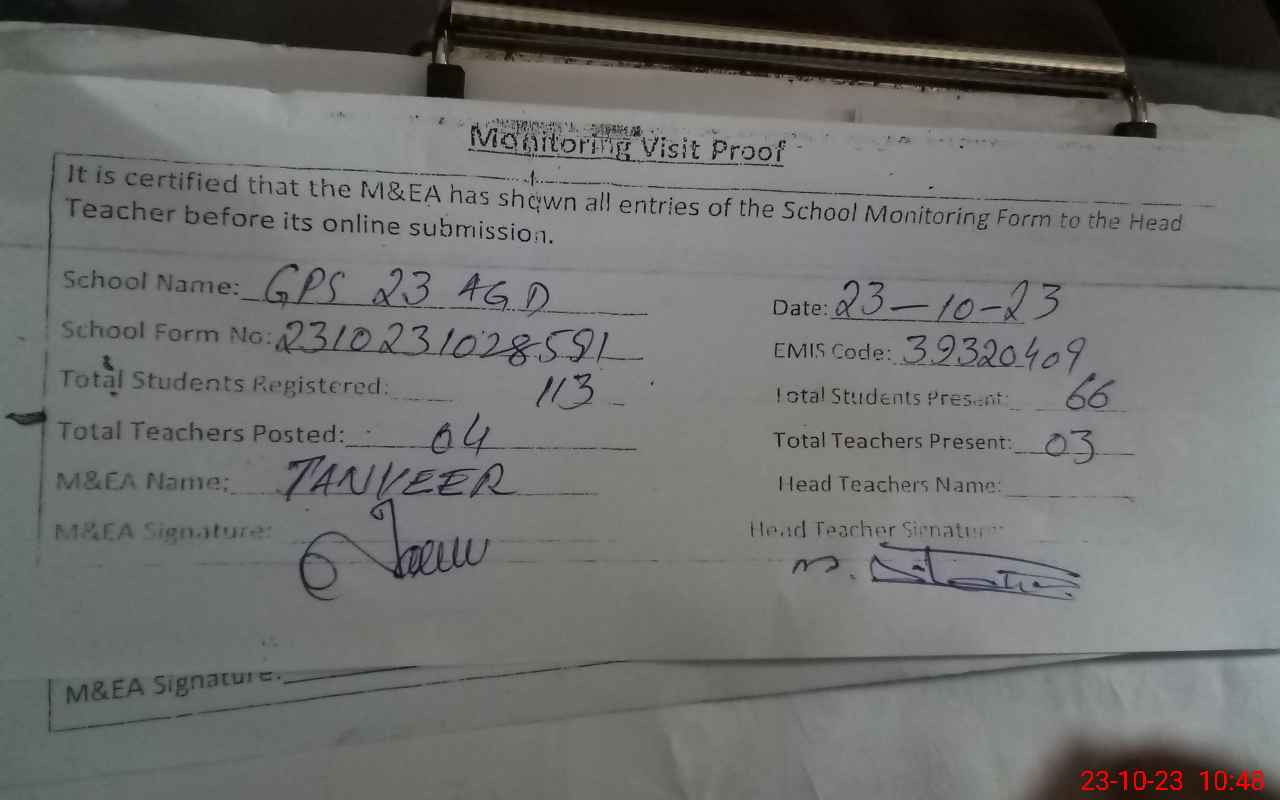 Monitoring Visit Proof
It is certified that the M&EA has shown all entries of the School Monitoring Form to the Head
Teacher before its online submission.
School Name: GPS 23 AGD
Date: 23-10-23
School Form No: 2310231028591
EMIS Code: 39320409
Total Students Registered: 113
Total Students Present: 66
Total Teachers Posted: 04
Total Teachers Present: 03
M&EA Name: TANVEER
Head Teachers Name:
M&EA Signature:
Head Teacher Signature:
M&EA Signature:
23-10-23 10:48